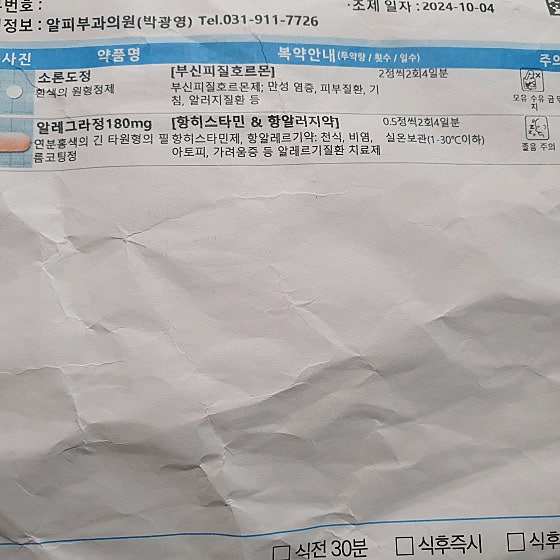 번호 :
·조제 일자 : 2024-10-04
정보 : 알피부과의원(박광영) Tel.031-911-7726
사진 약품명 복약안내(투약량 / 횟수 / 일수) 주의
소론도정 [부신피질호르몬] 2정씩2회4일분
흰색의 원형정제 부신피질호르몬제; 만성 염증, 피부질환, 기
침, 알러지질환 등
모유 수유 금
지
알레그라정180mg [항히스타민 & 항알러지약] 0.5정씩2회4일분
연분홍색의 긴 타원형의 필 항히스타민제, 항알레르기약: 천식, 비염, 실온보관(1-30℃이하)
름코팅정 아토피, 가려움증 등 알레르기질환 치료제 졸음 주의
식전 30분 식후즉시 식후